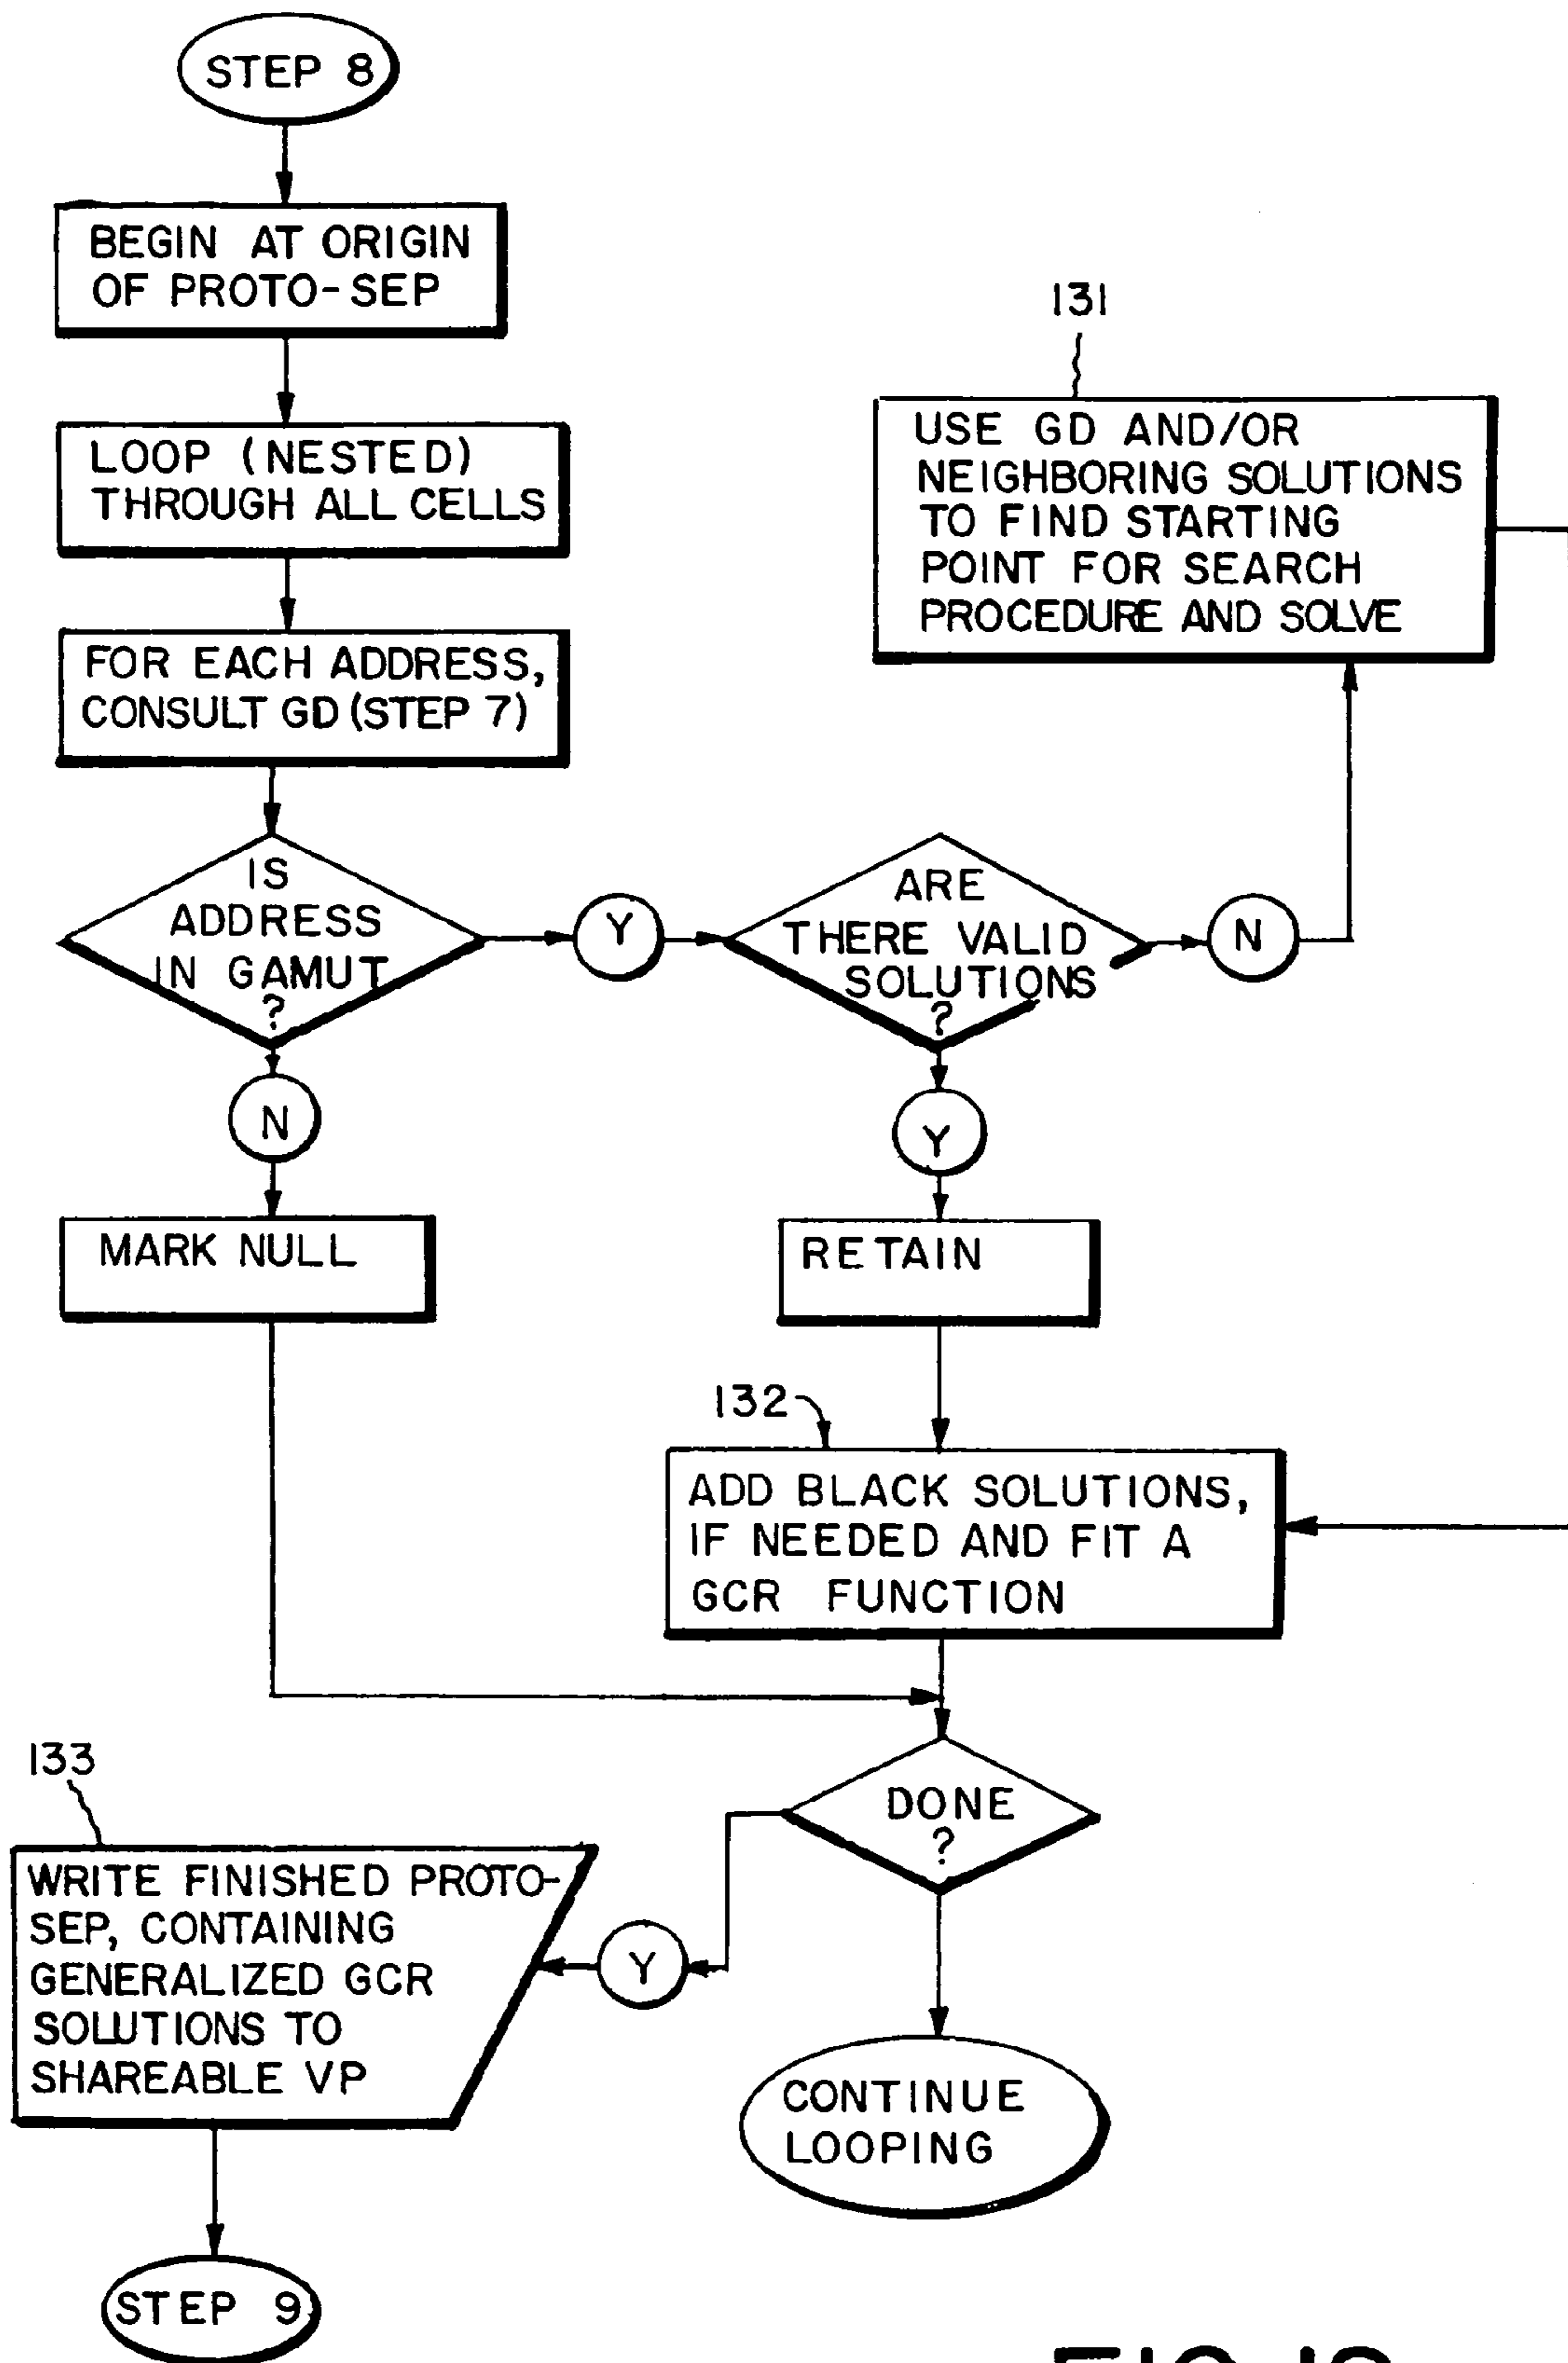 STEP 8
BEGIN AT ORIGIN
OF PROTO-SEP
LOOP (NESTED)
THROUGH ALL CELLS
FOR EACH ADDRESS,
CONSULT GD (STEP 7)
131
USE GD AND/OR
NEIGHBORING SOLUTIONS
TO FIND STARTING
POINT FOR SEARCH
PROCEDURE AND SOLVE
IS
ADDRESS
IN GAMUT
?
Y
ARE
THERE VALID
SOLUTIONS
?
N
N
Y
MARK NULL
RETAIN
132
ADD BLACK SOLUTIONS,
IF NEEDED AND FIT A
GCR FUNCTION
DONE
?
133
WRITE FINISHED PROTO-
SEP, CONTAINING
GENERALIZED GCR
SOLUTIONS TO
SHAREABLE VP
Y
CONTINUE
LOOPING
STEP 9